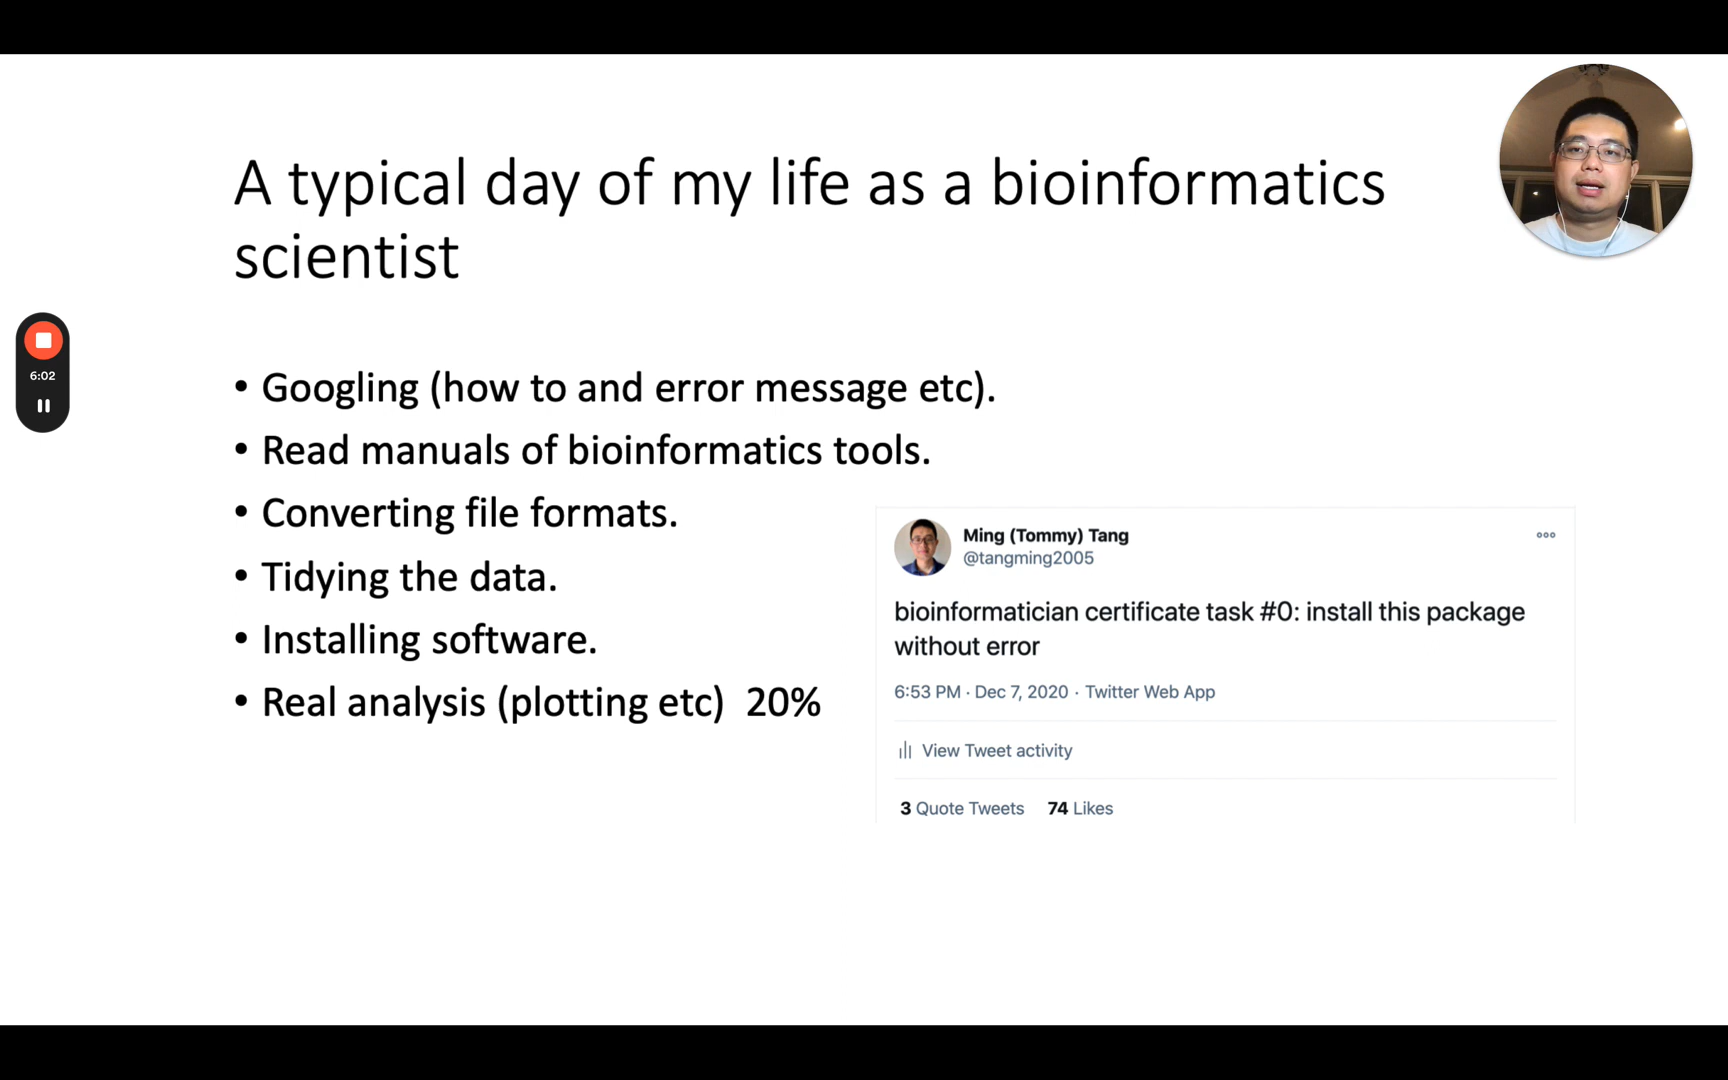 A typical day of my life as a bioinformatics
scientist
6:02
• Googling (how to and error message etc).
• Read manuals of bioinformatics tools.
• Converting file formats.
• Tidying the data.
• Installing software.
• Real analysis (plotting etc)  20%
Ming (Tommy) Tang
@tangming2005
bioinformatician certificate task #0: install this package
without error
6:53 PM · Dec 7, 2020 · Twitter Web App
View Tweet activity
3 Quote Tweets 74 Likes